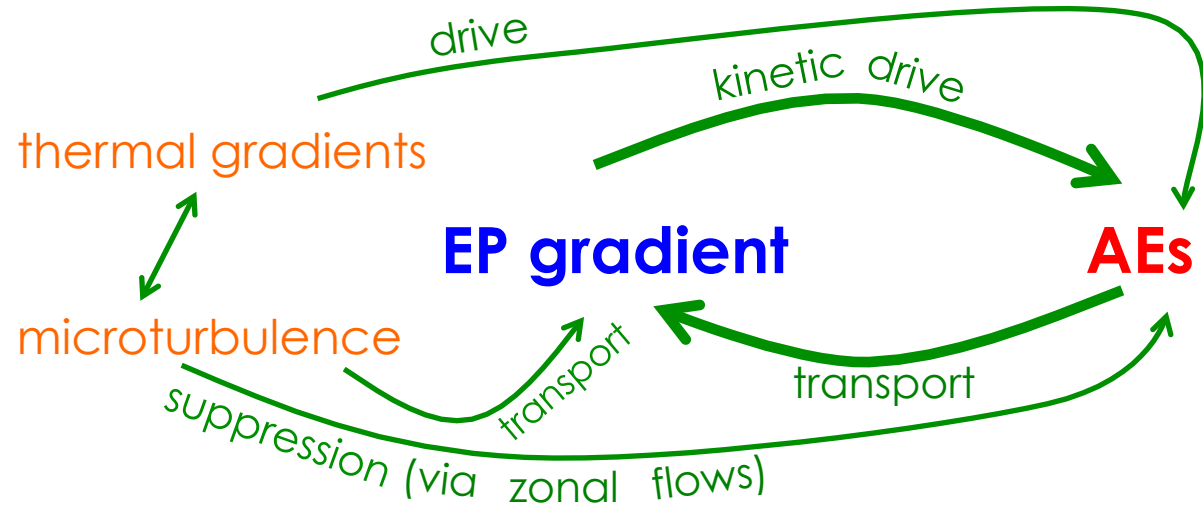 drive
kinetic drive
thermal gradients
EP gradient
AEs
microturbulence
transport
transport
suppression (via zonal flows)